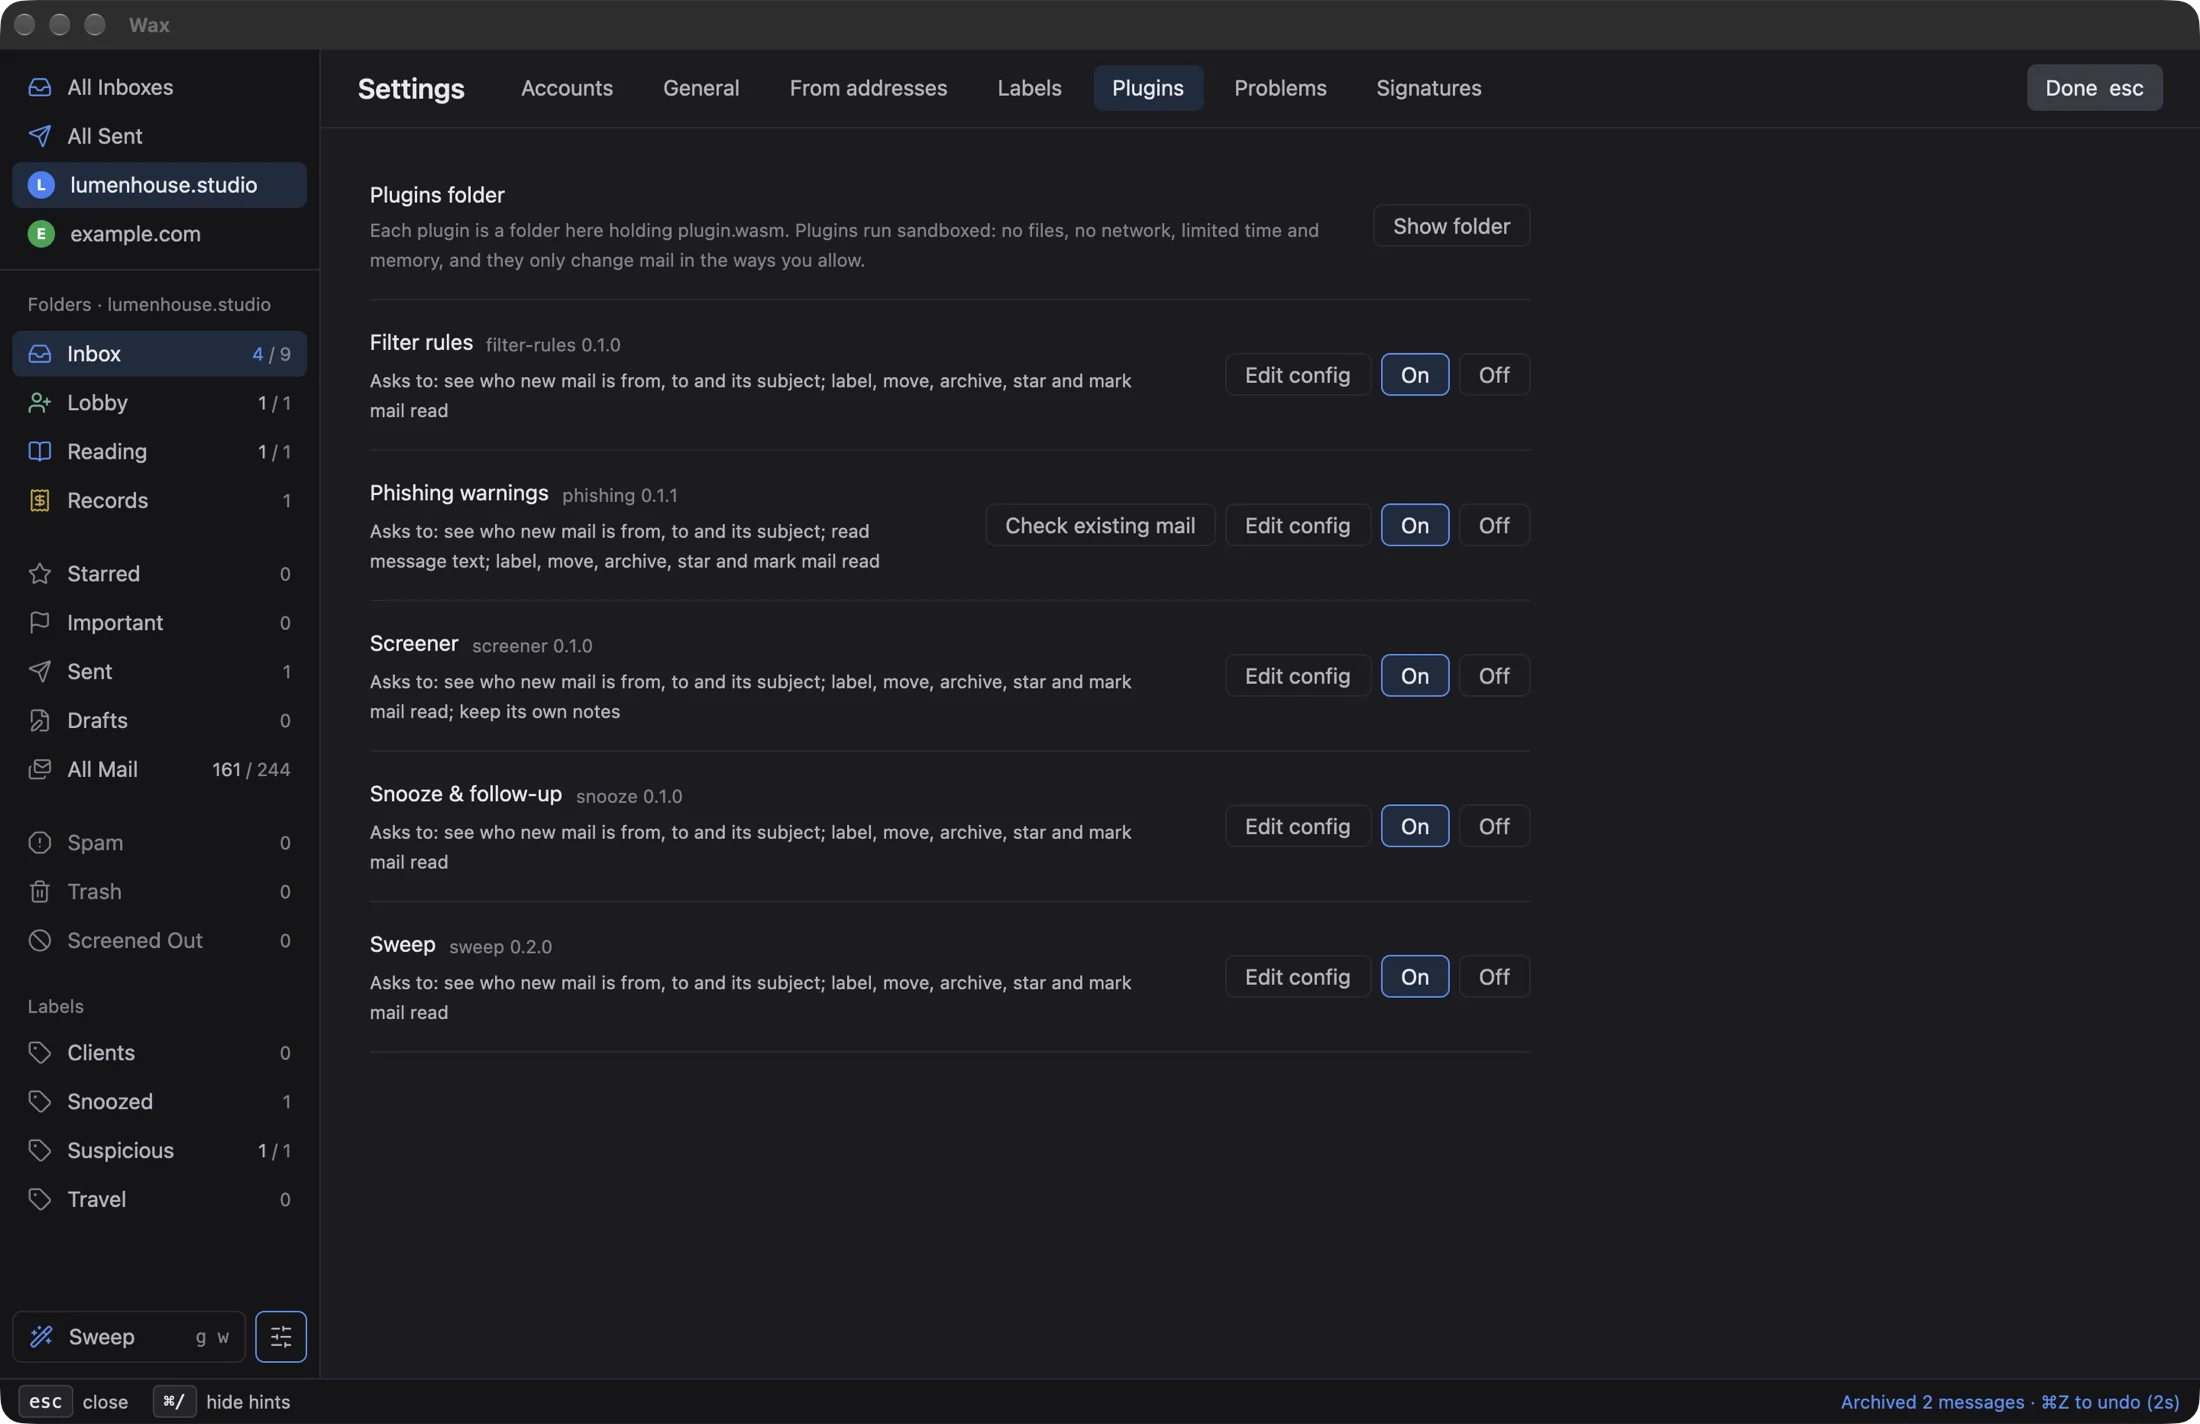 Wax
All Inboxes
All Sent
L lumenhouse.studio
E example.com
Folders · lumenhouse.studio
Inbox 4 / 9
Lobby 1 / 1
Reading 1 / 1
Records 1
Starred 0
Important 0
Sent 1
Drafts 0
All Mail 161 / 244
Spam 0
Trash 0
Screened Out 0
Labels
Clients 0
Snoozed 1
Suspicious 1 / 1
Travel 0
Sweep g w
Settings Accounts General From addresses Labels Plugins Problems Signatures Done esc
Plugins folder
Each plugin is a folder here holding plugin.wasm. Plugins run sandboxed: no files, no network, limited time and
memory, and they only change mail in the ways you allow.
Show folder
Filter rules filter-rules 0.1.0
Asks to: see who new mail is from, to and its subject; label, move, archive, star and mark
mail read
Edit config On Off
Phishing warnings phishing 0.1.1
Asks to: see who new mail is from, to and its subject; read
message text; label, move, archive, star and mark mail read
Check existing mail Edit config On Off
Screener screener 0.1.0
Asks to: see who new mail is from, to and its subject; label, move, archive, star and mark
mail read; keep its own notes
Edit config On Off
Snooze & follow-up snooze 0.1.0
Asks to: see who new mail is from, to and its subject; label, move, archive, star and mark
mail read
Edit config On Off
Sweep sweep 0.2.0
Asks to: see who new mail is from, to and its subject; label, move, archive, star and mark
mail read
Edit config On Off
esc close ⌘/ hide hints
Archived 2 messages · ⌘Z to undo (2s)